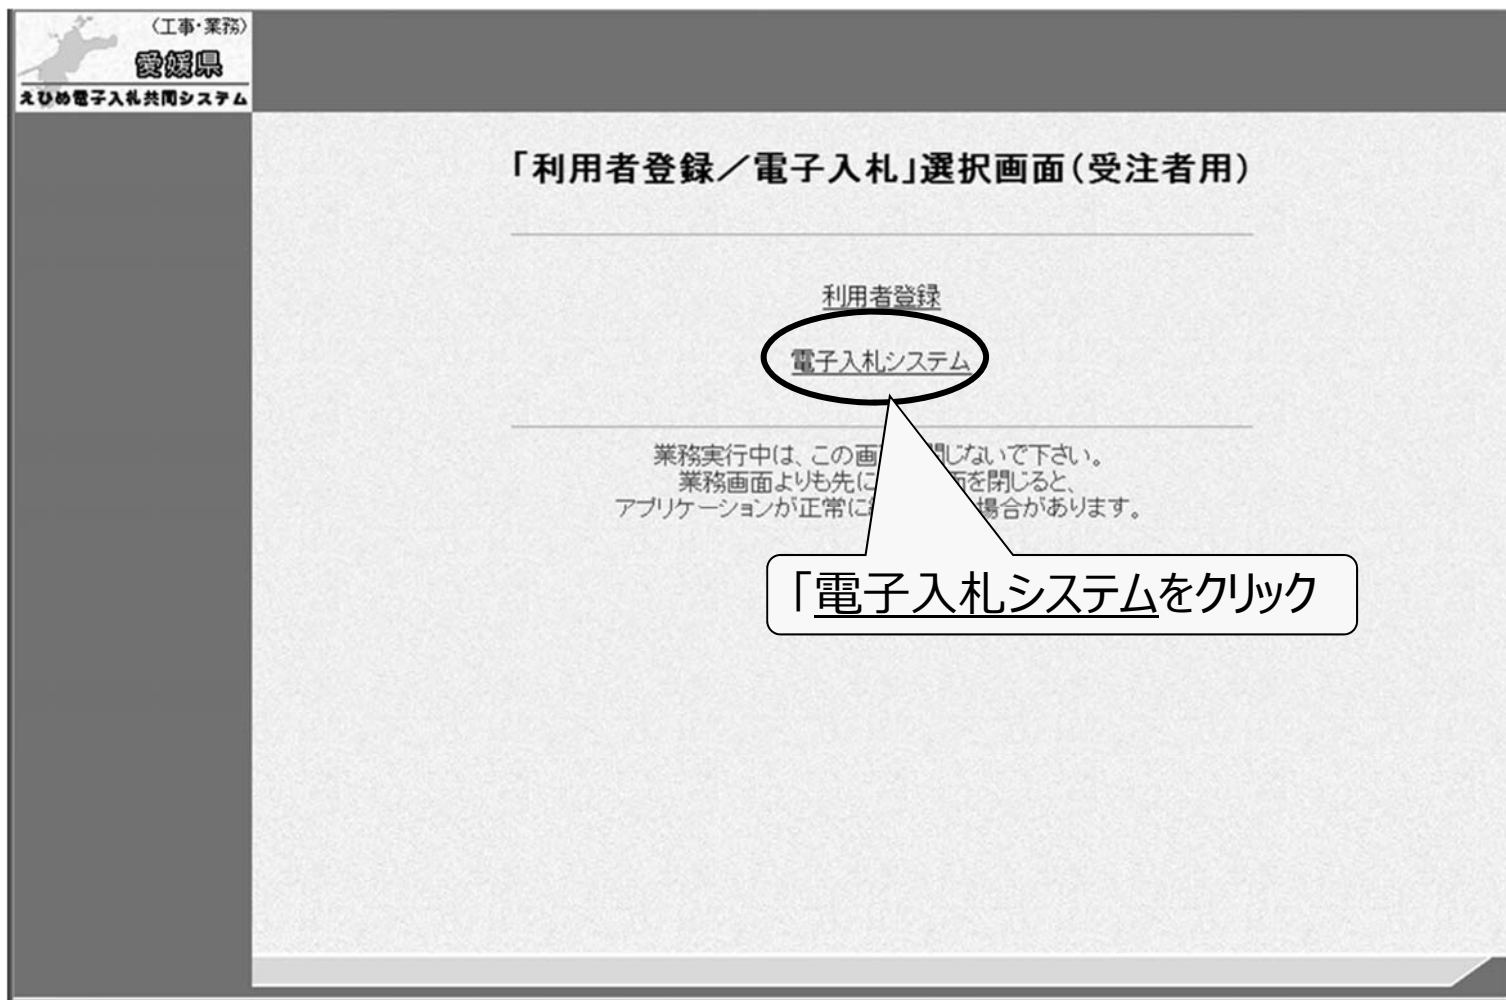 〈工事・業務〉
愛媛県
えひめ電子入札共同システム
「利用者登録／電子入札」選択画面(受注者用)
利用者登録
電子入札システム
業務実行中は、この画 閉じないで下さい。
業務画面よりも先に 面を閉じると、
アプリケーションが正常に 場合があります。
「電子入札システムをクリック